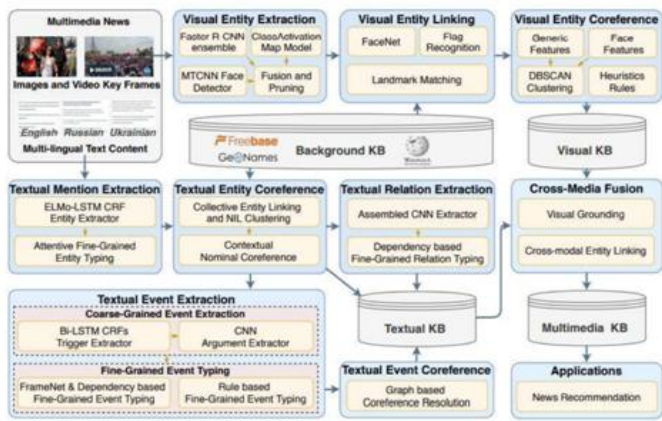 Multimedia News
Images and Video Key Frames
English Russian Ukrainian
Multi-lingual Text Content
Visual Entity Extraction
Faster R CNN
ensemble
ClassActivation
Map Model
MTCNN Face
Detector
Fusion and
Pruning
Visual Entity Linking
FaceNet
Flag
Recognition
Landmark Matching
Visual Entity Coreference
Generic
Features
Face
Features
DBSCAN
Clustering
Heuristics
Rules
Freebase
GeoNames
Background KB
Visual KB
Textual Mention Extraction
ELMo-LSTM CRF
Entity Extractor
Attentive Fine-Grained
Entity Typing
Textual Entity Coreference
Collective Entity Linking
and NIL Clustering
Contextual
Nominal Coreference
Textual Relation Extraction
Assembled CNN Extractor
Dependency based
Fine-Grained Relation Typing
Cross-Media Fusion
Visual Grounding
Cross-modal Entity Linking
Textual Event Extraction
Coarse-Grained Event Extraction
Bi-LSTM CRFs
Trigger Extractor
CNN
Argument Extractor
Fine-Grained Event Typing
FrameNet & Dependency based
Fine-Grained Event Typing
Rule based
Fine-Grained Event Typing
Textual KB
Textual Event Coreference
Graph based
Coreference Resolution
Multimedia KB
Applications
News Recommendation